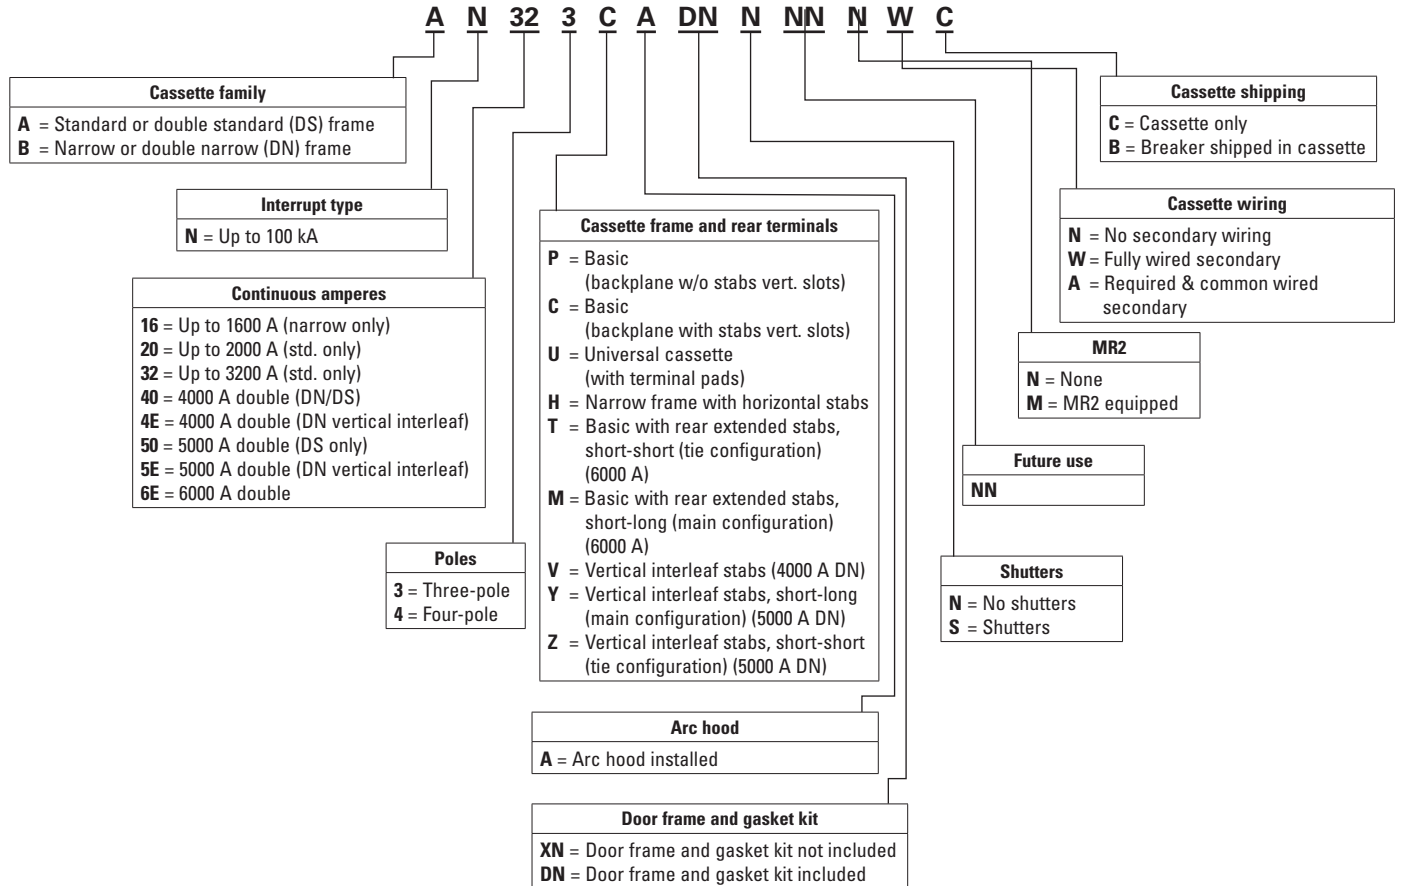 A N 32 3 C A DN N NN N W C
Cassette family
A = Standard or double standard (DS) frame
B = Narrow or double narrow (DN) frame
Interrupt type
N = Up to 100 kA
Continuous amperes
16 = Up to 1600 A (narrow only)
20 = Up to 2000 A (std. only)
32 = Up to 3200 A (std. only)
40 = 4000 A double (DN/DS)
4E = 4000 A double (DN vertical interleaf)
50 = 5000 A double (DS only)
5E = 5000 A double (DN vertical interleaf)
6E = 6000 A double
Poles
3 = Three-pole
4 = Four-pole
Cassette frame and rear terminals
P = Basic
(backplane w/o stabs vert. slots)
C = Basic
(backplane with stabs vert. slots)
U = Universal cassette
(with terminal pads)
H = Narrow frame with horizontal stabs
T = Basic with rear extended stabs,
short-short (tie configuration)
(6000 A)
M = Basic with rear extended stabs,
short-long (main configuration)
(6000 A)
V = Vertical interleaf stabs (4000 A DN)
Y = Vertical interleaf stabs, short-long
(main configuration) (5000 A DN)
Z = Vertical interleaf stabs, short-short
(tie configuration) (5000 A DN)
Arc hood
A = Arc hood installed
Door frame and gasket kit
XN = Door frame and gasket kit not included
DN = Door frame and gasket kit included
Shutters
N = No shutters
S = Shutters
Future use
NN
MR2
N = None
M = MR2 equipped
Cassette wiring
N = No secondary wiring
W = Fully wired secondary
A = Required & common wired
secondary
Cassette shipping
C = Cassette only
B = Breaker shipped in cassette